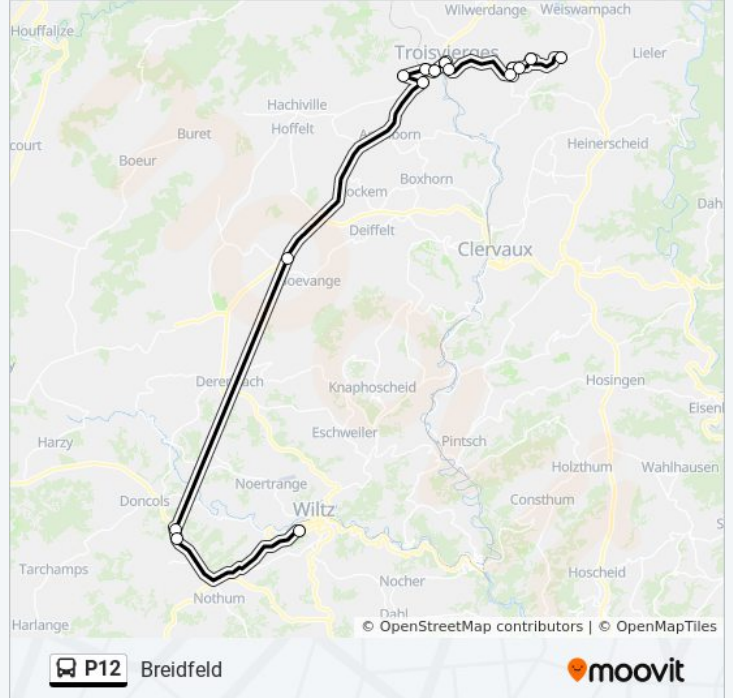 Wilwerdange
Weiswampach
Houffalize
Troisvierges
Lieler
Hachiville
Hoffelt
court
Buret
Boeur
Heinerscheid
Boxhorn
ockem
Dah
Deiffelt
Clervaux
oevange
Knaphoscheid
Hosingen
Eschweiler
Harzy
Pintsch
Holzthum
Wahlhausen
Noertrange
Doncols
Consthum
Wiltz
Tarchamps
Nocher
Hoscheid
Nothum
Dahl
Harlange
© OpenStreetMap contributors | © OpenMapTiles
P12 Breidfeld
moovit